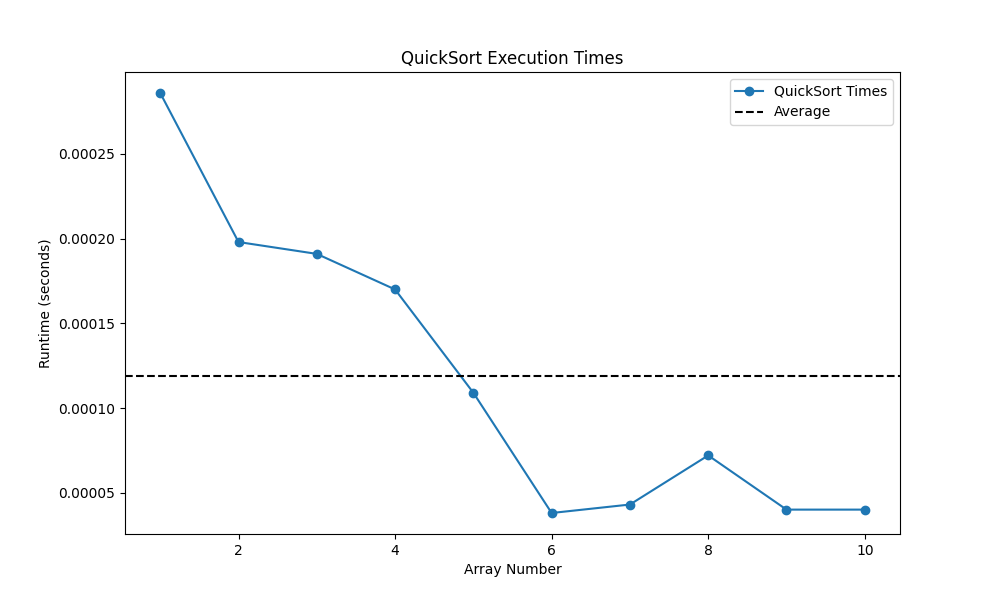 QuickSort Execution Times
QuickSort Times
Average
0.00025
0.00020
0.00015
0.00010
0.00005
Runtime (seconds)
2
4
6
8
10
Array Number